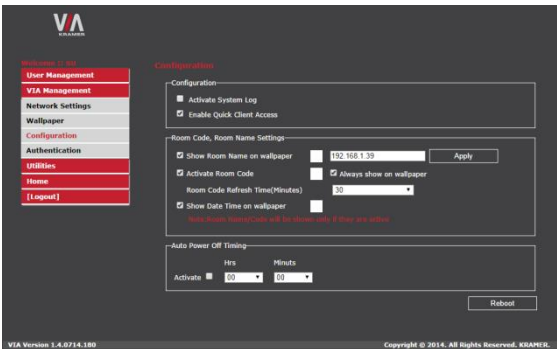 VIA
KRAMER
Welcome !! su
Configuration
User Management
VIA Management
Network Settings
Wallpaper
Configuration
Authentication
Utilities
Home
[Logout]
Configuration
Activate System Log
Enable Quick Client Access
Room Code, Room Name Settings
Show Room Name on wallpaper 192.168.1.39 Apply
Activate Room Code Always show on wallpaper
Room Code Refresh Time(Minutes) 30
Show Date Time on wallpaper
Note:Room Name/Code will be shown only if they are active
Auto Power Off Timing
Hrs Minuts
Activate 00 00
Reboot
VIA Version 1.4.0714.180 Copyright © 2014. All Rights Reserved. KRAMER.